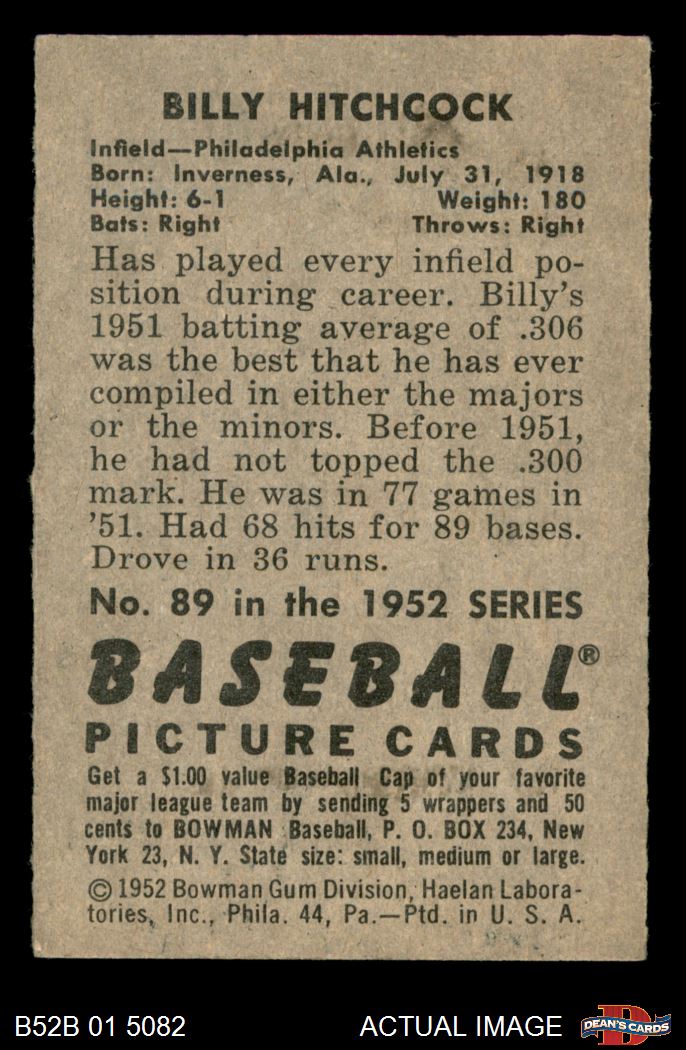 BILLY HITCHCOCK
Infield—Philadelphia Athletics
Born: Inverness, Ala., July 31, 1918
Height: 6-1 Weight: 180
Bats: Right Throws: Right
Has played every infield po-
sition during career. Billy's
1951 batting average of .306
was the best that he has ever
compiled in either the majors
or the minors. Before 1951,
he had not topped the .300
mark. He was in 77 games in
'51. Had 68 hits for 89 bases.
Drove in 36 runs.
No. 89 in the 1952 SERIES
BASEBALL®
PICTURE CARDS
Get a $1.00 value Baseball Cap of your favorite
major league team by sending 5 wrappers and 50
cents to BOWMAN Baseball, P. O. BOX 234, New
York 23, N. Y. State size: small, medium or large.
© 1952 Bowman Gum Division, Haelan Labora-
tories, Inc., Phila. 44, Pa.—Ptd. in U. S. A.
B52B 01 5082 ACTUAL IMAGE D DEAN'S CARDS